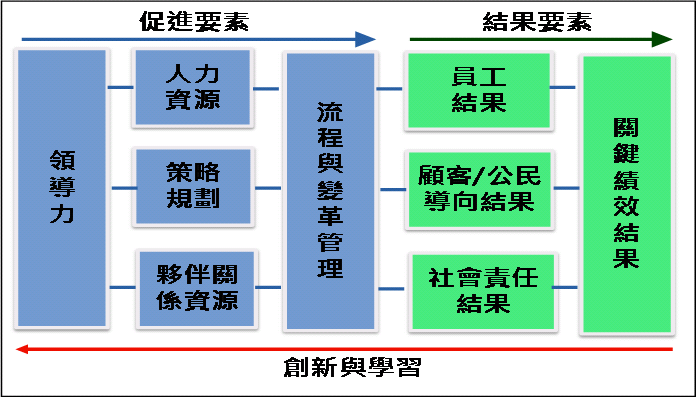 促進要素
結果要素
領導力
人力
資源
策略
規劃
夥伴關
係資源
流程與變革管理
員工
結果
顧客/公民
導向結果
社會責任
結果
關鍵績效結果
創新與學習